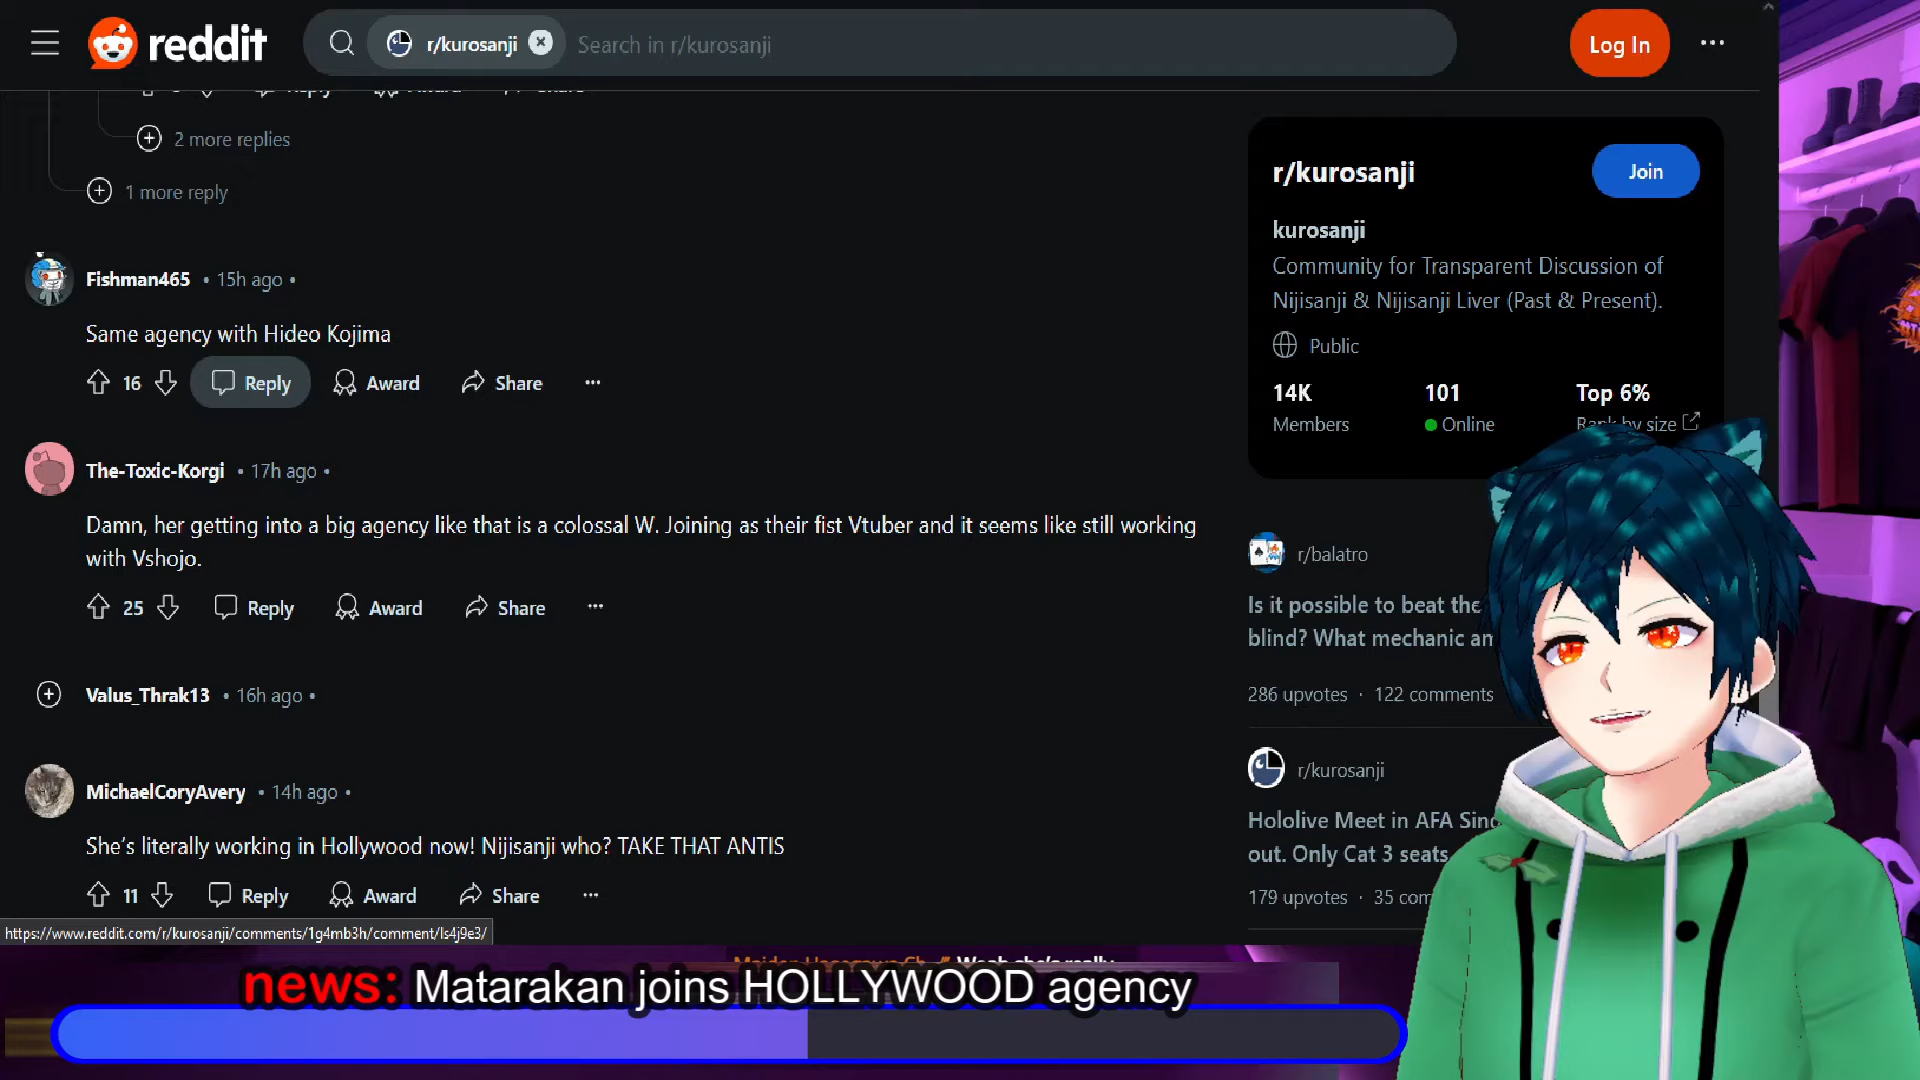 reddit
r/kurosanji
Search in r/kurosanji
Log In
Reply
Award
Share
2 more replies
1 more reply
Fishman465 • 15h ago •
Same agency with Hideo Kojima
16 Reply Award Share
The-Toxic-Korgi • 17h ago •
Damn, her getting into a big agency like that is a colossal W. Joining as their fist Vtuber and it seems like still working
with Vshojo.
25 Reply Award Share
Valus_Thrak13 • 16h ago •
MichaelCoryAvery • 14h ago •
She's literally working in Hollywood now! Nijisanji who? TAKE THAT ANTIS
11 Reply Award Share
https://www.reddit.com/r/kurosanji/comments/1g4mb3h/comment/ls4j9e3/
r/kurosanji
Join
kurosanji
Community for Transparent Discussion of
Nijisanji & Nijisanji Liver (Past & Present).
Public
14K 101 Top 6%
Members Online Rank by size
r/balatro
Is it possible to beat the
blind? What mechanic
286 upvotes · 122 comments
r/kurosanji
Hololive Meet in AFA
out. Only Cat 3 seats
179 upvotes · 35
news: Matarakan joins HOLLYWOOD agency